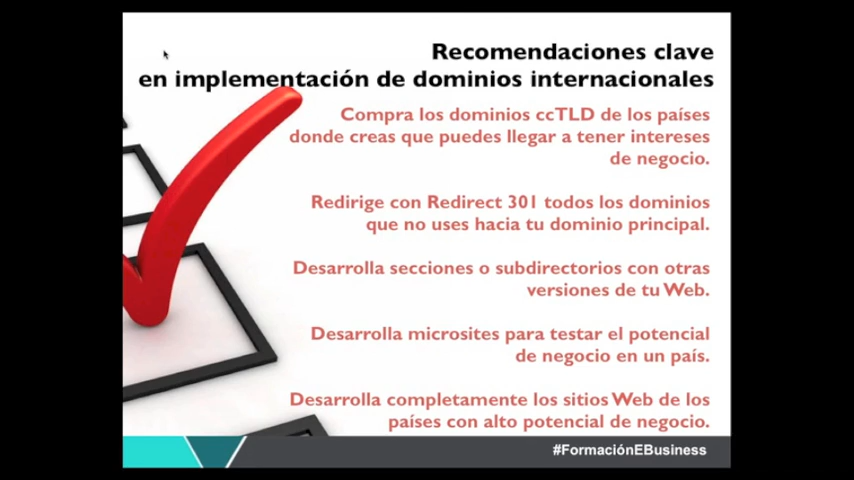 Recomendaciones clave
en implementación de dominios internacionales
Compra los dominios ccTLD de los países
donde creas que puedes llegar a tener intereses
de negocio.
Redirige con Redirect 301 todos los dominios
que no uses hacia tu dominio principal.
Desarrolla secciones o subdirectorios con otras
versiones de tu Web.
Desarrolla microsites para testar el potencial
de negocio en un país.
Desarrolla completamente los sitios Web de los
países con alto potencial de negocio.
#FormaciónEBusiness